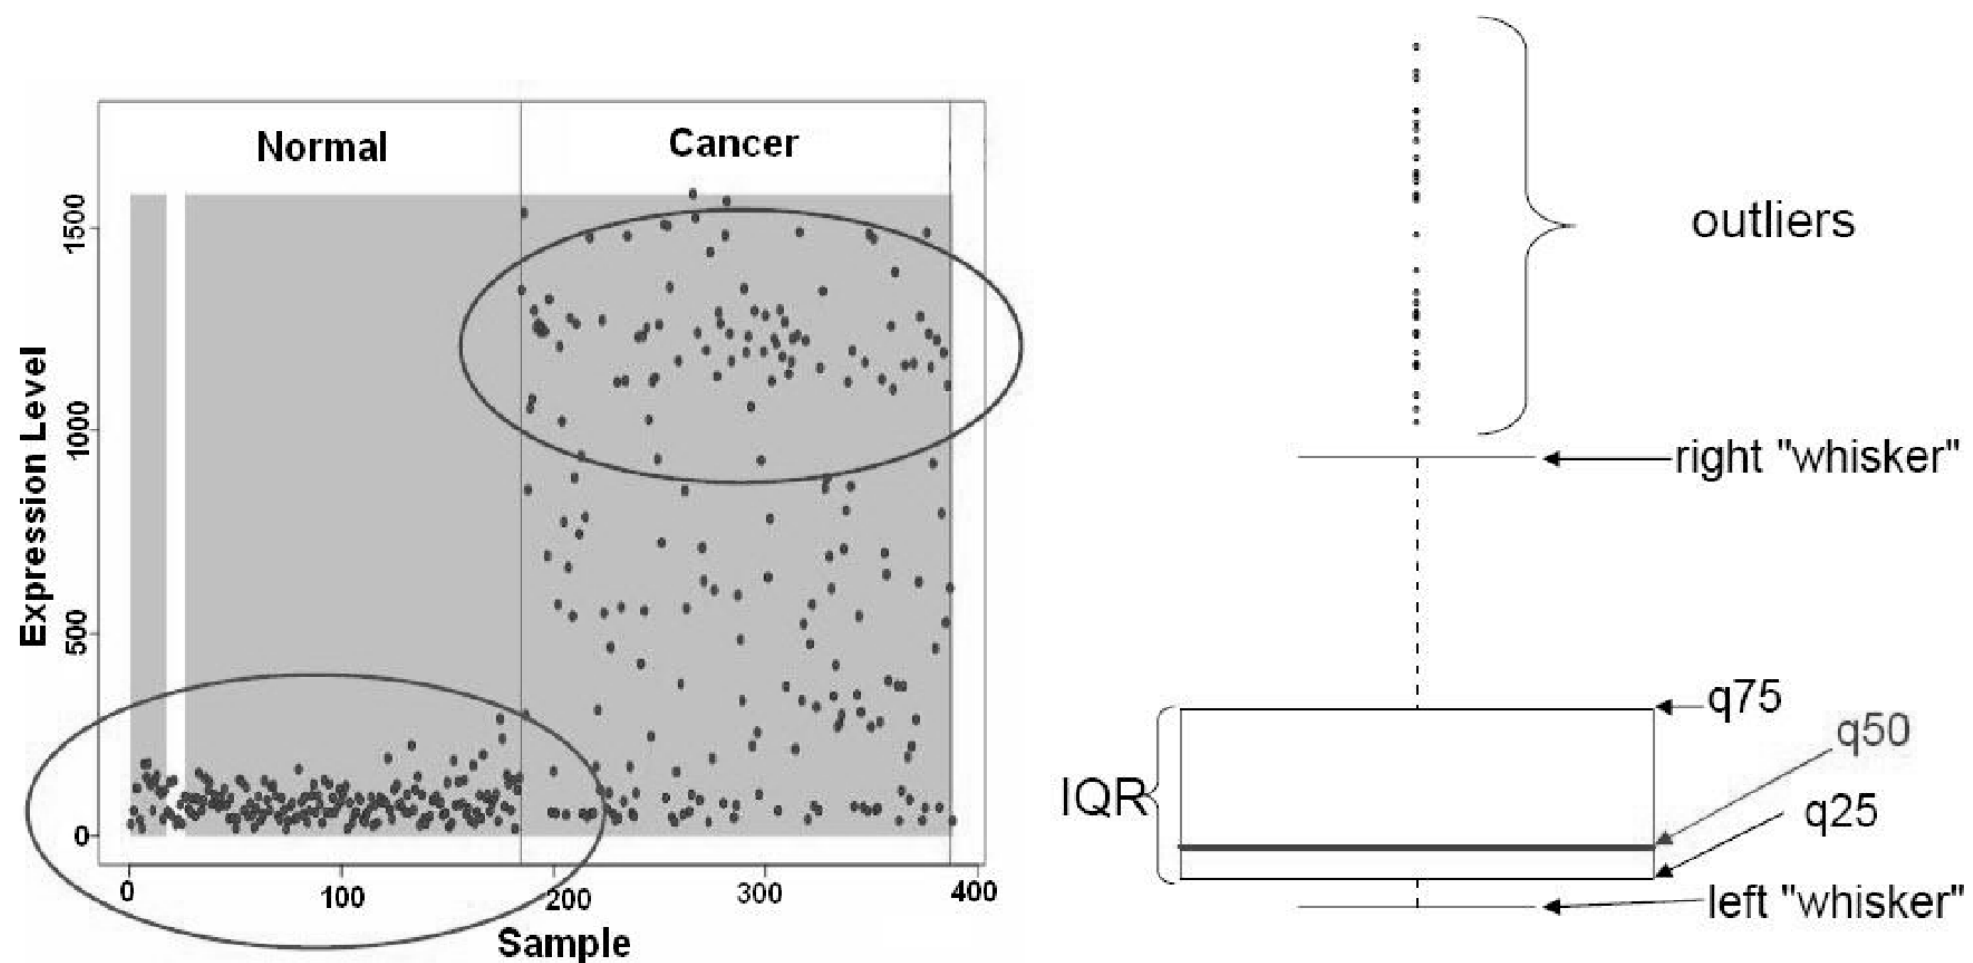 Normal
Cancer
Expression Level
1500
1000
500
0
0
100
200
300
400
Sample
outliers
right "whisker"
q75
q50
IQR
q25
left "whisker"